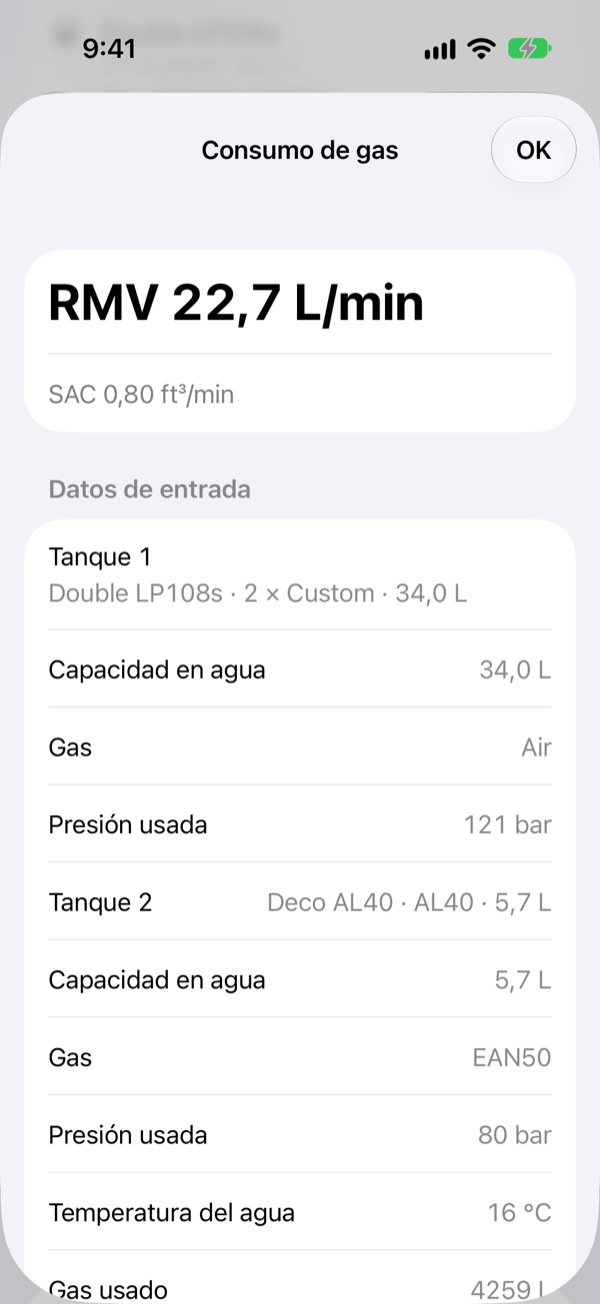 9:41
Consumo de gas
OK
RMV 22,7 L/min
SAC 0,80 ft³/min
Datos de entrada
Tanque 1
Double LP108s · 2 × Custom · 34,0 L
Capacidad en agua 34,0 L
Gas Air
Presión usada 121 bar
Tanque 2 Deco AL40 · AL40 · 5,7 L
Capacidad en agua 5,7 L
Gas EAN50
Presión usada 80 bar
Temperatura del agua 16 °C
Gas usado 4259 L